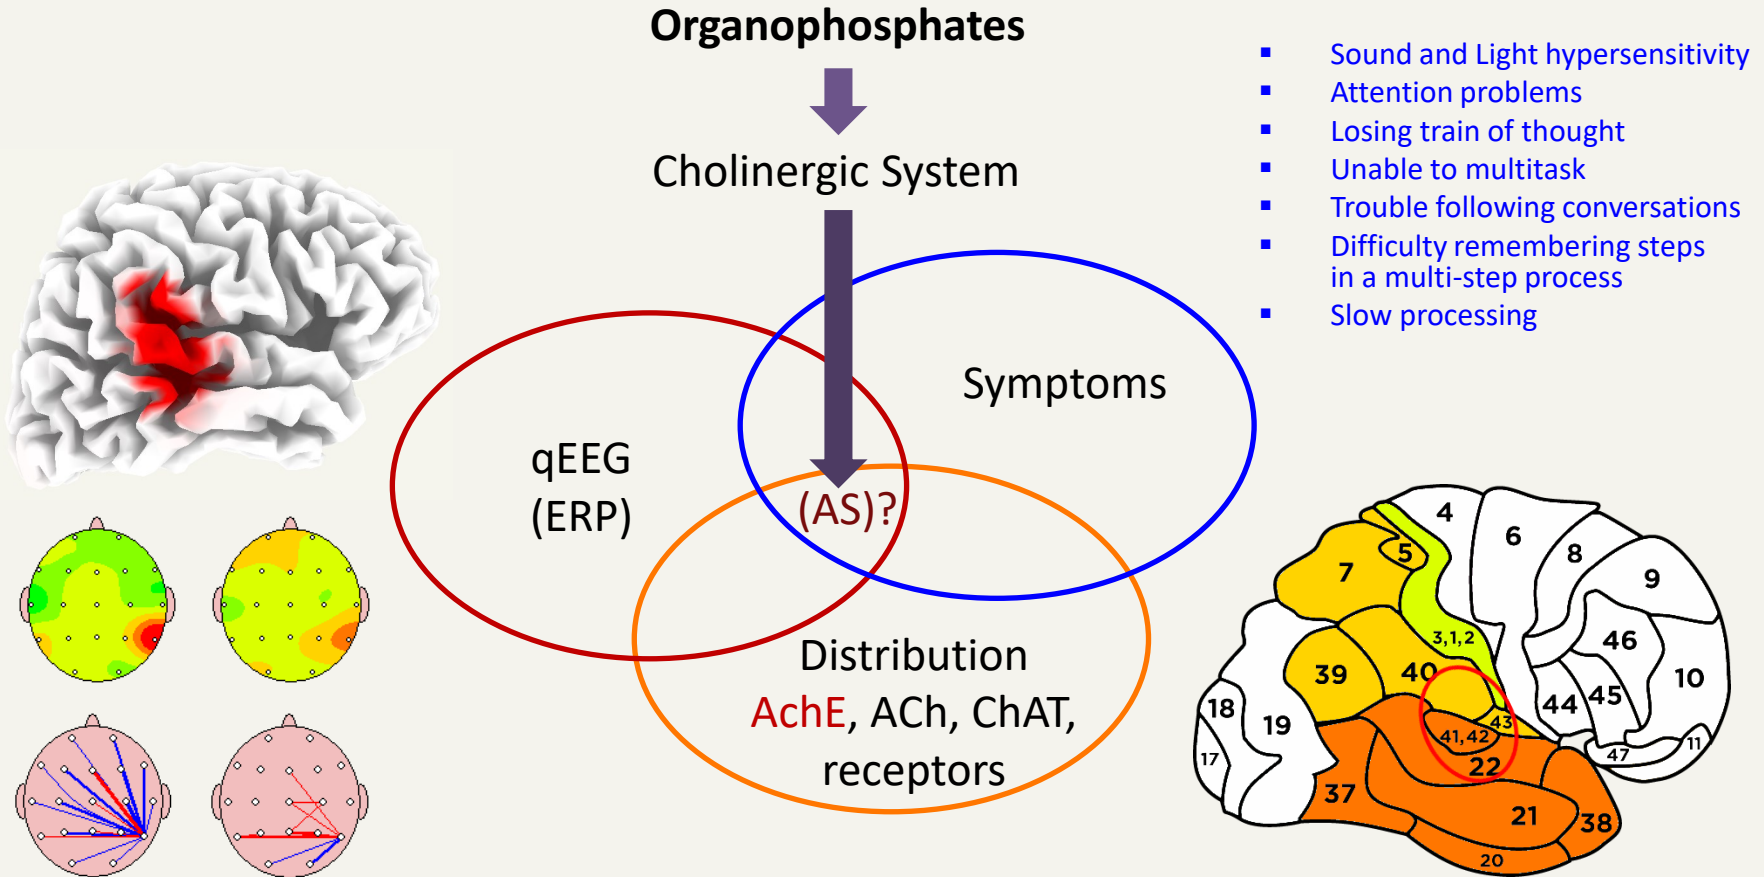 Organophosphates
Cholinergic System
▪ Sound and Light hypersensitivity
▪ Attention problems
▪ Losing train of thought
▪ Unable to multitask
▪ Trouble following conversations
▪ Difficulty remembering steps
in a multi-step process
▪ Slow processing
Symptoms
qEEG
(ERP)
(AS)?
Distribution
AchE, ACh, ChAT,
receptors
4
6
8
9
5
7
3,1,2
46
39
40
10
18
19
44
45
43
41,42
17
47
11
22
37
21
38
20